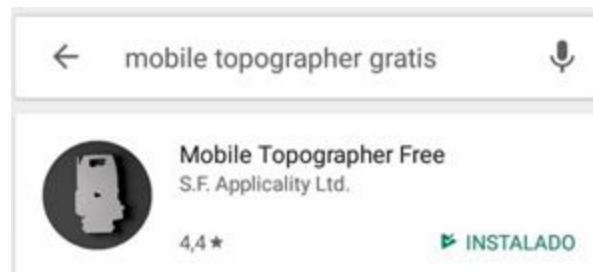 mobile topographer gratis
Mobile Topographer Free
S.F. Applicality Ltd.
4,4★
INSTALADO